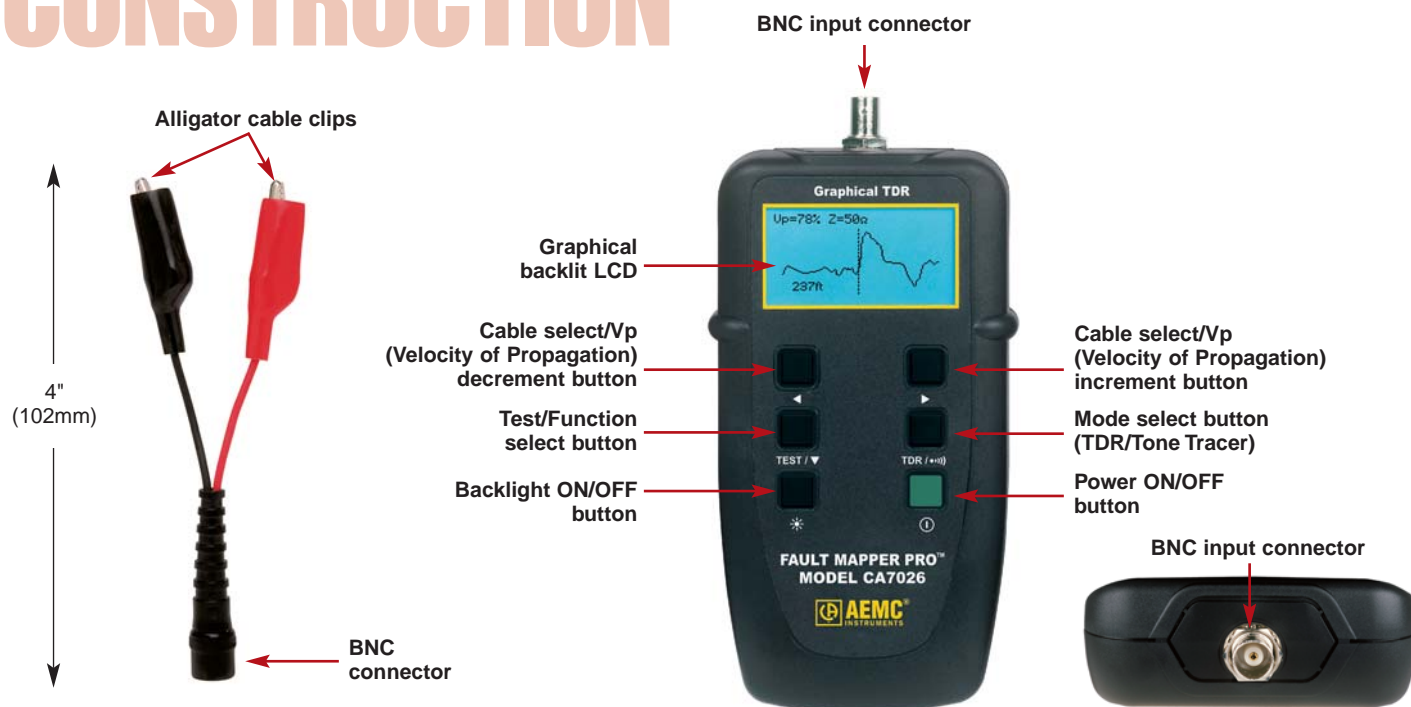 CONSTRUCTION
BNC input connector
Alligator cable clips
4"
(102mm)
BNC
connector
Graphical
backlit LCD
Cable select/Vp
(Velocity of Propagation)
decrement button
Test/Function
select button
Backlight ON/OFF
button
Graphical TDR
Vp=78% Z=50Ω
237ft
TEST / ▼
TDR / •·))
FAULT MAPPER PRO™
MODEL CA7026
AEMC®
INSTRUMENTS
Cable select/Vp
(Velocity of Propagation)
increment button
Mode select button
(TDR/Tone Tracer)
Power ON/OFF
button
BNC input connector